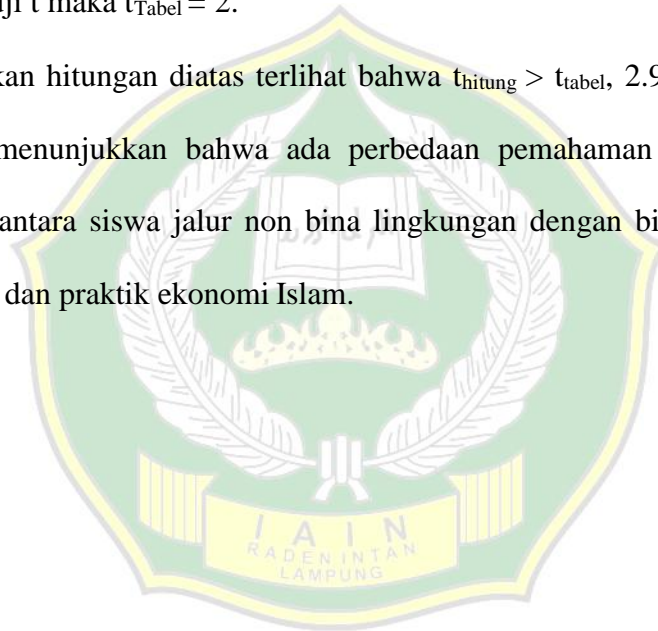 uji t maka tTabel = 2.
kan hitungan diatas terlihat bahwa thitung > ttabel, 2.9
menunjukkan bahwa ada perbedaan pemahaman
antara siswa jalur non bina lingkungan dengan bi
dan praktik ekonomi Islam.
IAIN
RADEN INTAN
LAMPUNG